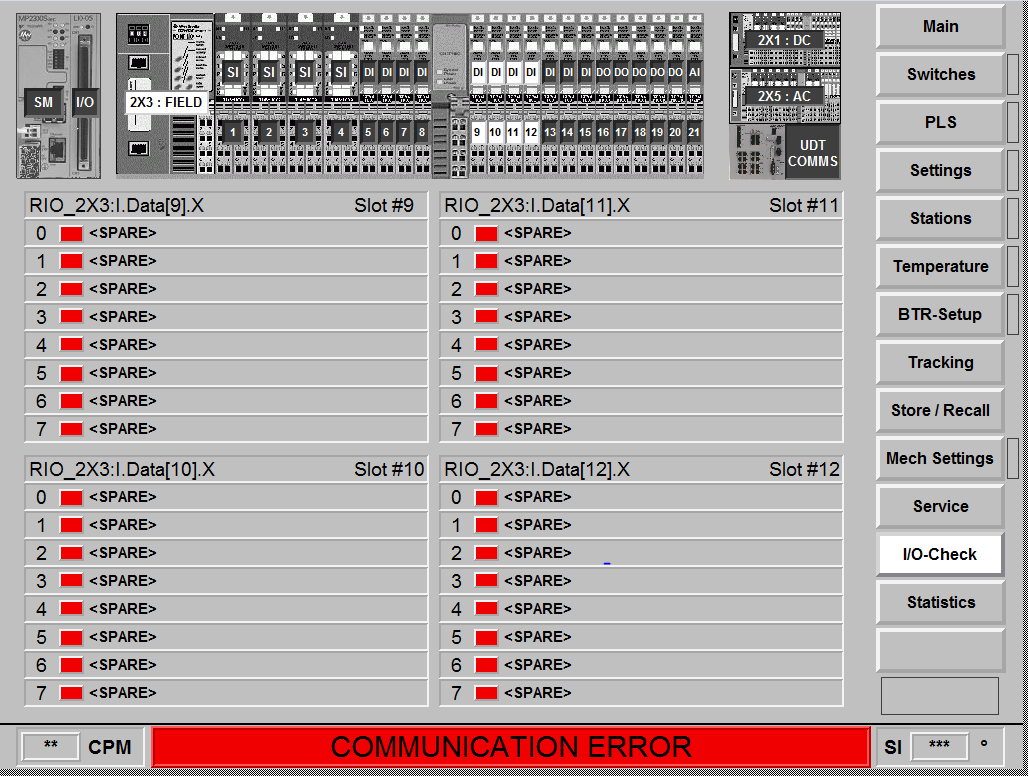 MP2300Siec LIO-05
SM I/O
2X3 : FIELD
SI SI SI SI DI DI DI DI DI DI DI DI DI DI DI DO DO DO DO DO AI
1 2 3 4 5 6 7 8 9 10 11 12 13 14 15 16 17 18 19 20 21
2X1 : DC
2X5 : AC
UDT
COMMS
RIO_2X3:I.Data[9].X Slot #9
0 <SPARE>
1 <SPARE>
2 <SPARE>
3 <SPARE>
4 <SPARE>
5 <SPARE>
6 <SPARE>
7 <SPARE>
RIO_2X3:I.Data[11].X Slot #11
0 <SPARE>
1 <SPARE>
2 <SPARE>
3 <SPARE>
4 <SPARE>
5 <SPARE>
6 <SPARE>
7 <SPARE>
RIO_2X3:I.Data[10].X Slot #10
0 <SPARE>
1 <SPARE>
2 <SPARE>
3 <SPARE>
4 <SPARE>
5 <SPARE>
6 <SPARE>
7 <SPARE>
RIO_2X3:I.Data[12].X Slot #12
0 <SPARE>
1 <SPARE>
2 <SPARE>
3 <SPARE>
4 <SPARE>
5 <SPARE>
6 <SPARE>
7 <SPARE>
Main
Switches
PLS
Settings
Stations
Temperature
BTR-Setup
Tracking
Store / Recall
Mech Settings
Service
I/O-Check
Statistics
** CPM
COMMUNICATION ERROR
SI *** °